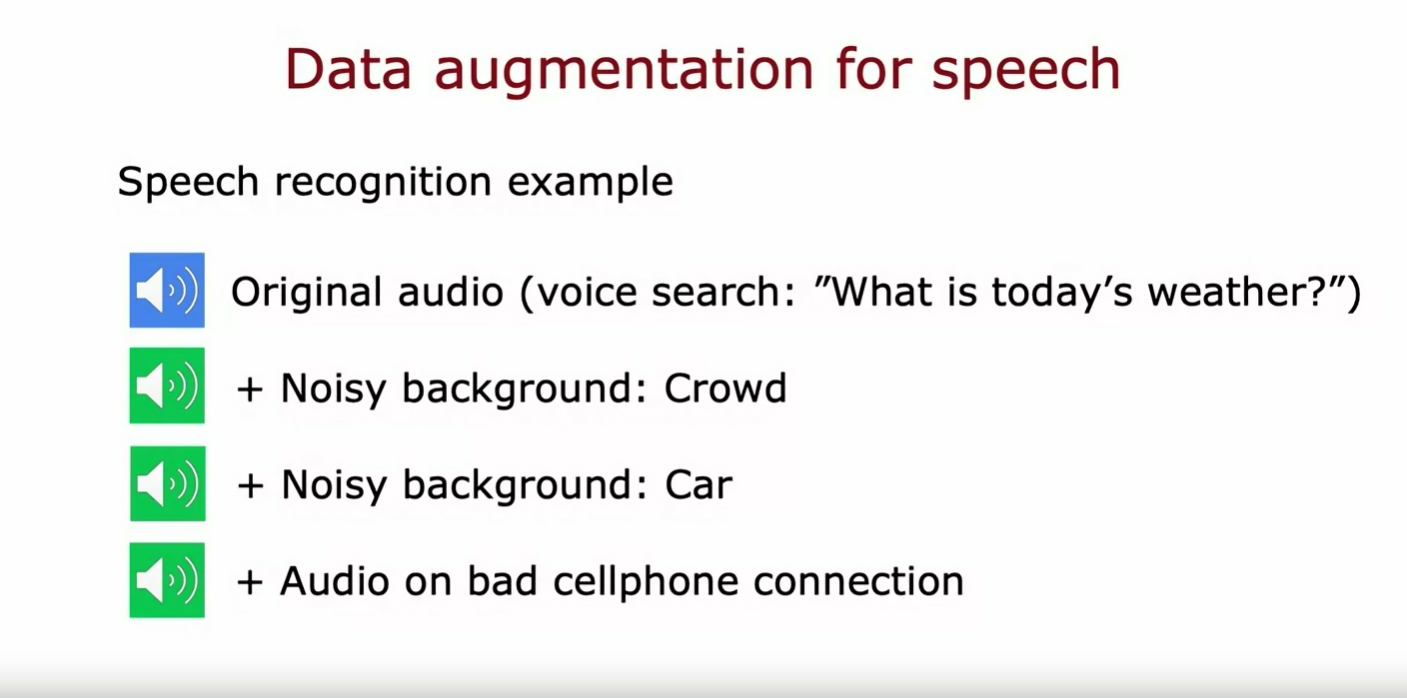 Data augmentation for speech
Speech recognition example
Original audio (voice search: ”What is today’s weather?”)
+ Noisy background: Crowd
+ Noisy background: Car
+ Audio on bad cellphone connection